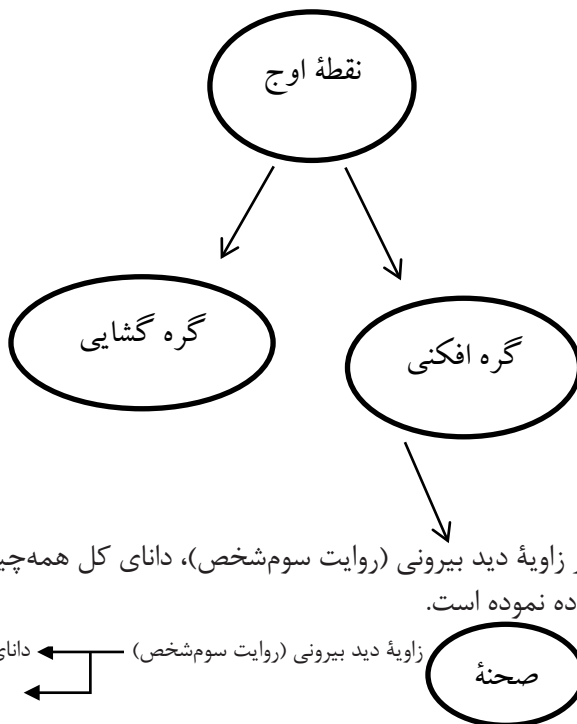 نقطهٔ اوج
گره گشایی
گره افکنی
ر زاویهٔ دید بیرونی (روایت سوم‌شخص)، دانای کل همه‌چی
ده نموده است.
زاویهٔ دید بیرونی (روایت سوم‌شخص)
دانای
صحنهٔ